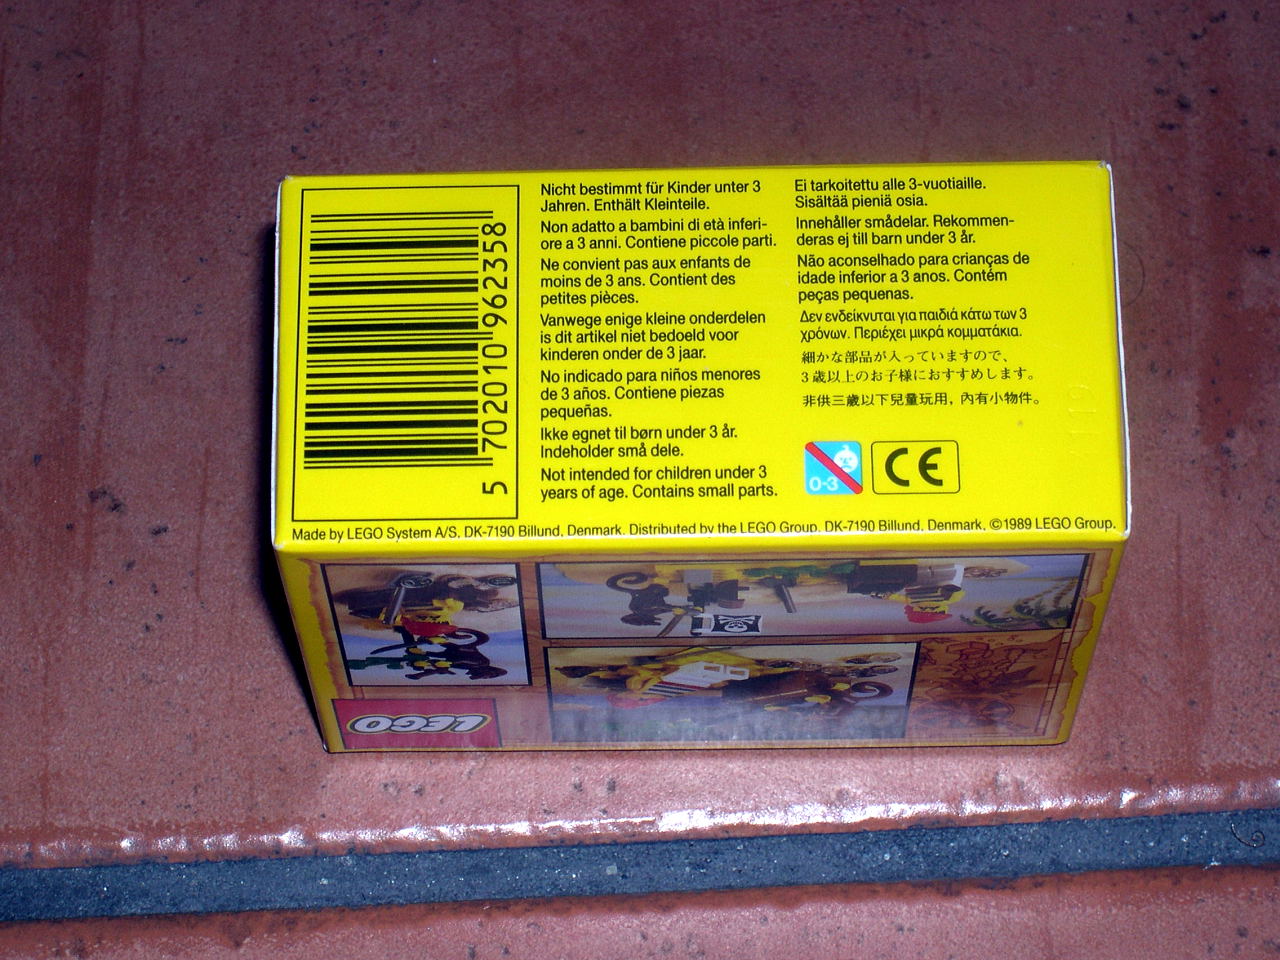 5 702010 962358
Nicht bestimmt für Kinder unter 3
Jahren. Enthält Kleinteile.
Non adatto a bambini di età inferi-
ore a 3 anni. Contiene piccole parti.
Ne convient pas aux enfants de
moins de 3 ans. Contient des
petites pièces.
Vanwege enige kleine onderdelen
is dit artikel niet bedoeld voor
kinderen onder de 3 jaar.
No indicado para niños menores
de 3 años. Contiene piezas
pequeñas.
Ikke egnet til børn under 3 år.
Indeholder små dele.
Not intended for children under 3
years of age. Contains small parts.
Ei tarkoitettu alle 3-vuotiaille.
Sisältää pieniä osia.
Innehåller smådelar. Rekommen-
deras ej till barn under 3 år.
Não aconselhado para crianças de
idade inferior a 3 anos. Contém
peças pequenas.
Δεν ενδείκνυται για παιδιά κάτω των 3
χρόνων. Περιέχει μικρά κομματάκια.
細かな部品が入っていますので、
3歳以上のお子様におすすめします。
非供三歲以下兒童玩用, 內有小物件。
0-3
CE
Made by LEGO System A/S, DK-7190 Billund, Denmark. Distributed by the LEGO Group, DK-7190 Billund, Denmark. ©1989 LEGO Group.
LEGO